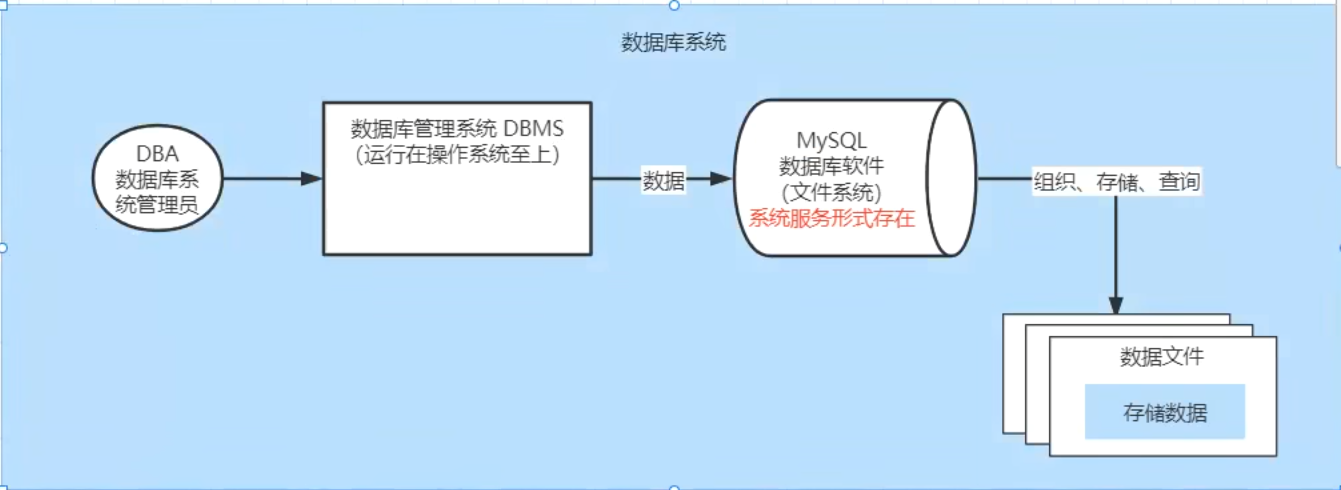 数据库系统
DBA
数据库系
统管理员
数据库管理系统 DBMS
（运行在操作系统至上）
数据
MySQL
数据库软件
（文件系统）
系统服务形式存在
组织、存储、查询
数据文件
存储数据